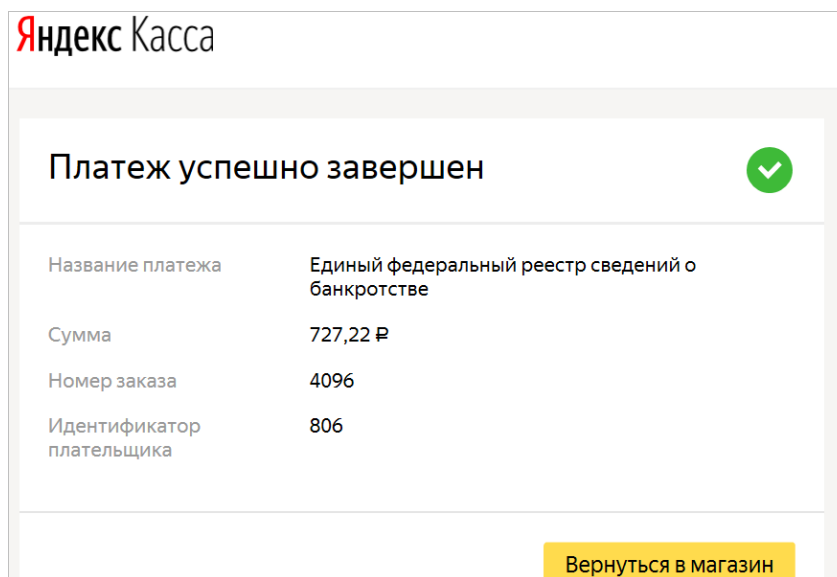 Яндекс Касса
Платеж успешно завершен
Название платежа
Единый федеральный реестр сведений о
банкротстве
Сумма
727,22 ₽
Номер заказа
4096
Идентификатор
плательщика
806
Вернуться в магазин